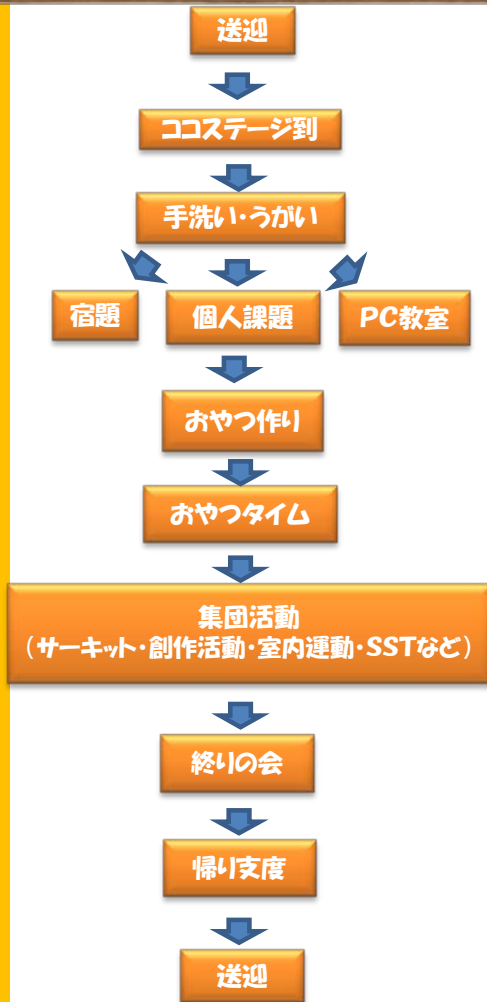 送迎
ココステージ到
手洗い・うがい
宿題
個人課題
PC教室
おやつ作り
おやつタイム
集団活動
（サーキット・創作活動・室内運動・SSTなど）
終りの会
帰り支度
送迎